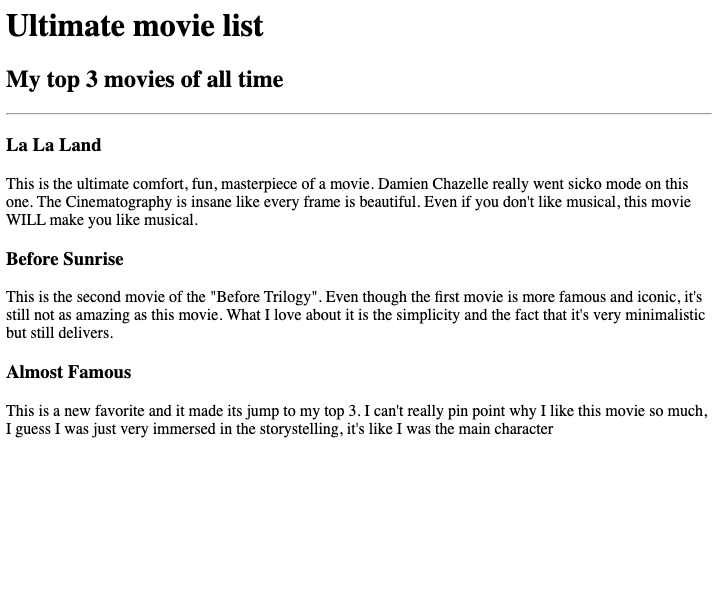 Ultimate movie list
My top 3 movies of all time
La La Land
This is the ultimate comfort, fun, masterpiece of a movie. Damien Chazelle really went sicko mode on this
one. The Cinematography is insane like every frame is beautiful. Even if you don't like musical, this movie
WILL make you like musical.
Before Sunrise
This is the second movie of the "Before Trilogy". Even though the first movie is more famous and iconic, it's
still not as amazing as this movie. What I love about it is the simplicity and the fact that it's very minimalistic
but still delivers.
Almost Famous
This is a new favorite and it made its jump to my top 3. I can't really pin point why I like this movie so much,
I guess I was just very immersed in the storystelling, it's like I was the main character